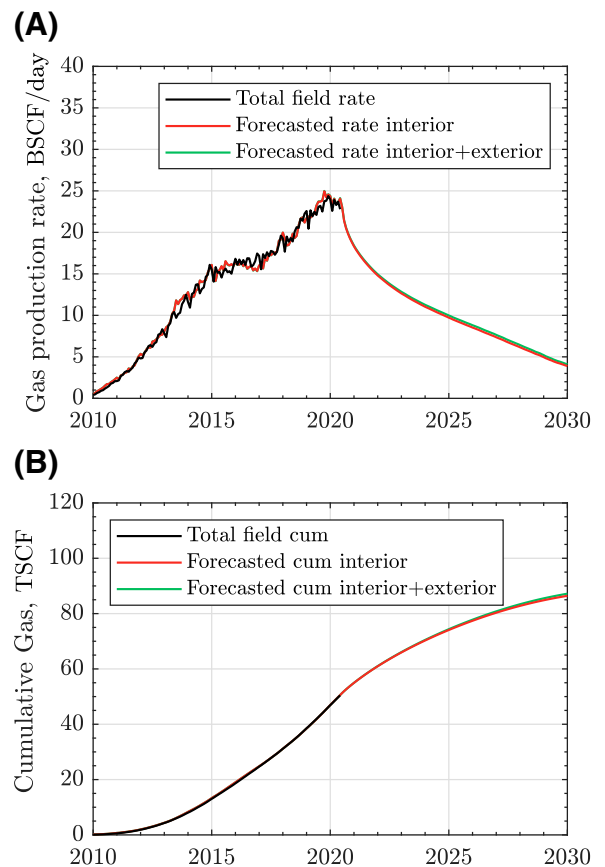 (A)
Gas production rate, BSCF/day
40
35
30
25
20
15
10
5
0
Total field rate
Forecasted rate interior
Forecasted rate interior+exterior
2010 2015 2020 2025 2030
(B)
Cumulative Gas, TSCF
120
100
80
60
40
20
0
Total field cum
Forecasted cum interior
Forecasted cum interior+exterior
2010 2015 2020 2025 2030